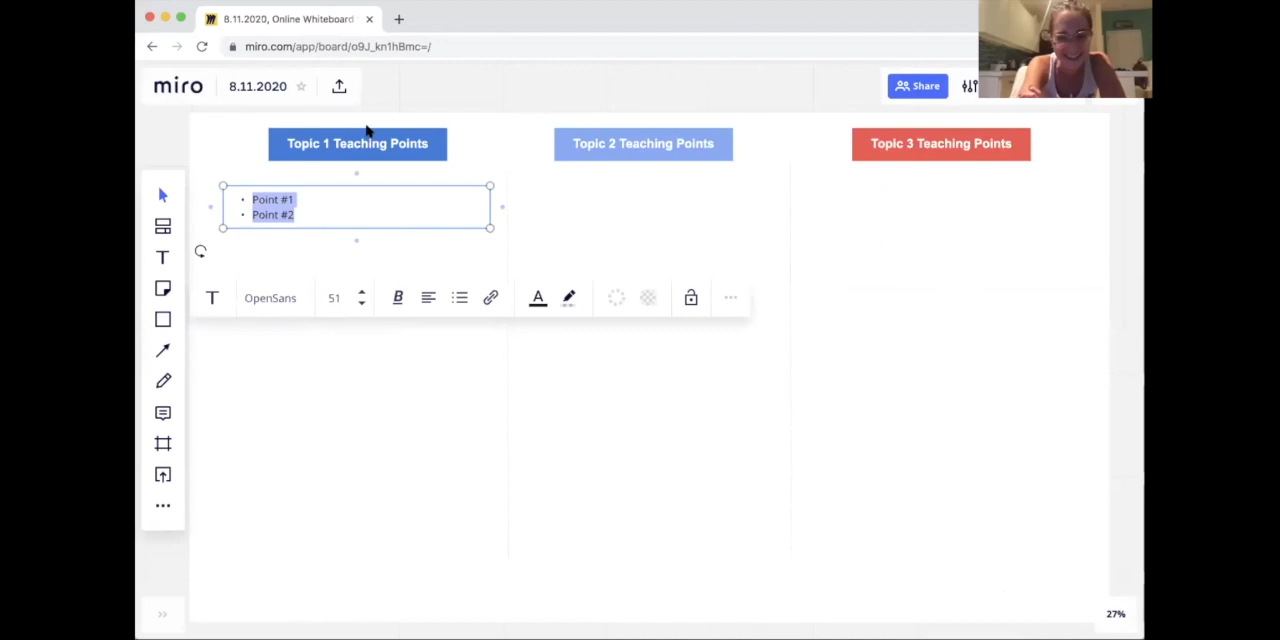 8.11.2020, Online Whiteboard
miro.com/app/board/o9J_kn1hBmc=/
miro
8.11.2020
Share
Topic 1 Teaching Points
Topic 2 Teaching Points
Topic 3 Teaching Points
• Point #1
• Point #2
T
T OpenSans 51 B A
27%